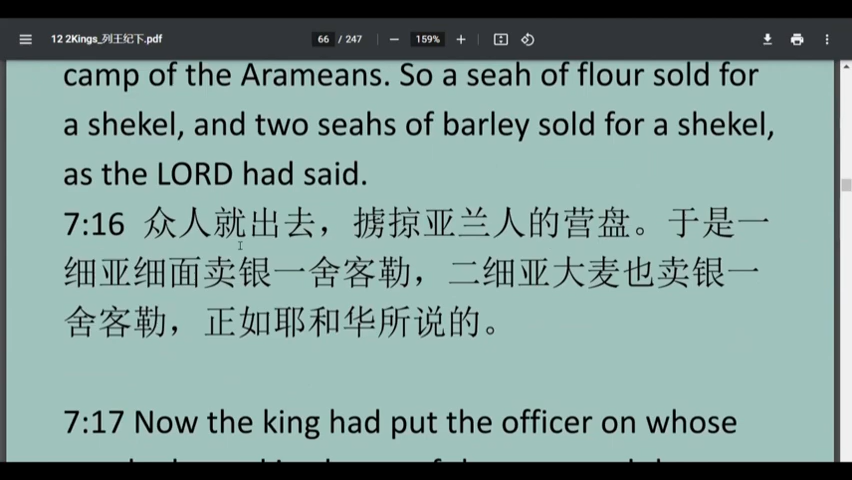 12 2Kings_列王纪下.pdf
66 / 247
159%
camp of the Arameans. So a seah of flour sold for
a shekel, and two seahs of barley sold for a shekel,
as the LORD had said.
7:16 众人就出去，掳掠亚兰人的营盘。于是一
细亚细面卖银一舍客勒，二细亚大麦也卖银一
舍客勒，正如耶和华所说的。
7:17 Now the king had put the officer on whose